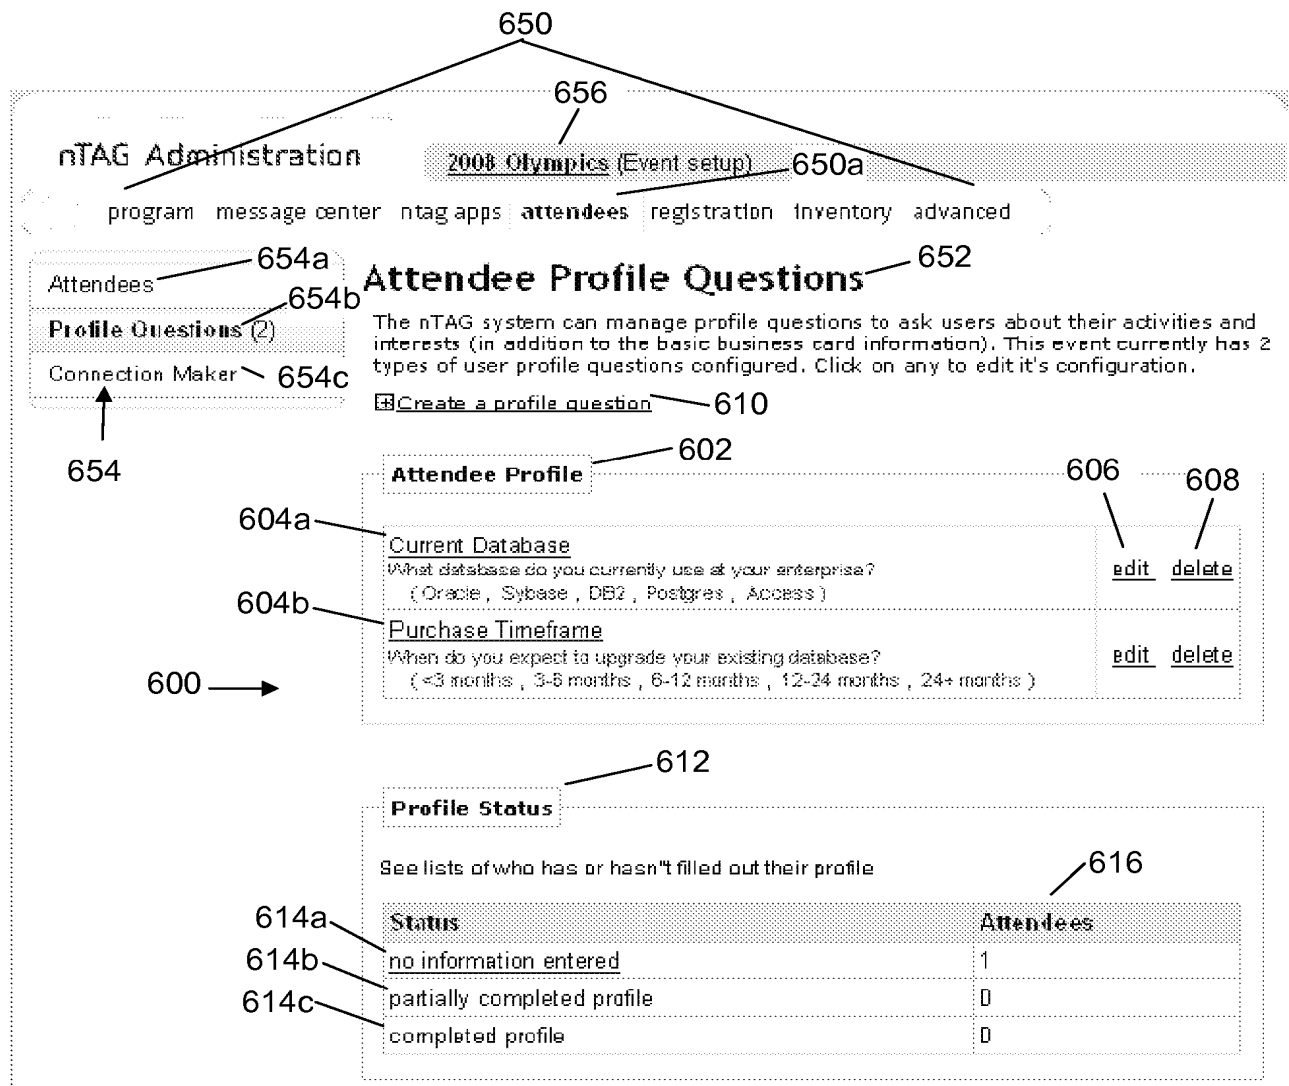 650
656
nTAG Administration
2008 Olympics (Event setup)
650a
program message center ntag apps attendees registration inventory advanced
654a
Attendees
654b
Profile Questions (2)
Connection Maker
654c
654
Attendee Profile Questions
652
The nTAG system can manage profile questions to ask users about their activities and
interests (in addition to the basic business card information). This event currently has 2
types of user profile questions configured. Click on any to edit it's configuration.
Create a profile question
610
602
Attendee Profile
606
608
604a
Current Database
What database do you currently use at your enterprise?
(Oracle, Sybase, DB2, Postgres, Access)
edit delete
604b
Purchase Timeframe
When do you expect to upgrade your existing database?
(<3 months, 3-6 months, 6-12 months, 12-24 months, 24+ months)
edit delete
600
612
Profile Status
See lists of who has or hasn"t filled out their profile
616
614a
Status Attendees
no information entered 1
614b
partially completed profile 0
614c
completed profile 0